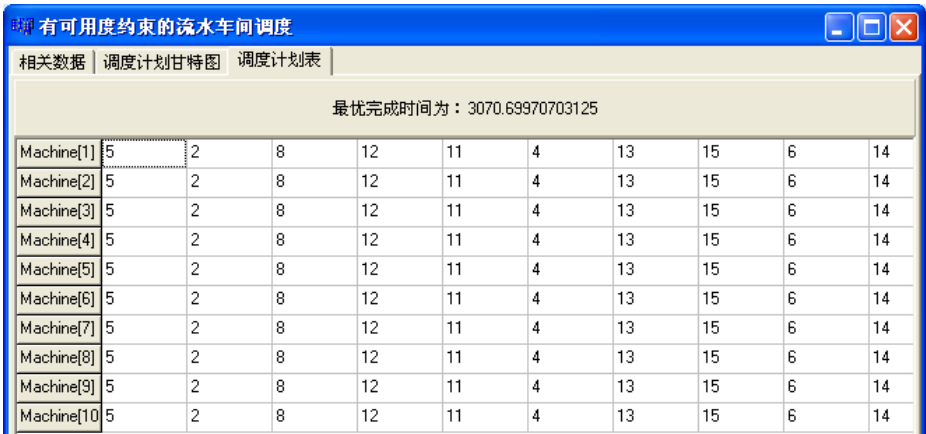 有可用度约束的流水车间调度
相关数据 调度计划甘特图 调度计划表
最优完成时间为：3070.69970703125
Machine[1] 5 2 8 12 11 4 13 15 6 14
Machine[2] 5 2 8 12 11 4 13 15 6 14
Machine[3] 5 2 8 12 11 4 13 15 6 14
Machine[4] 5 2 8 12 11 4 13 15 6 14
Machine[5] 5 2 8 12 11 4 13 15 6 14
Machine[6] 5 2 8 12 11 4 13 15 6 14
Machine[7] 5 2 8 12 11 4 13 15 6 14
Machine[8] 5 2 8 12 11 4 13 15 6 14
Machine[9] 5 2 8 12 11 4 13 15 6 14
Machine[10 5 2 8 12 11 4 13 15 6 14